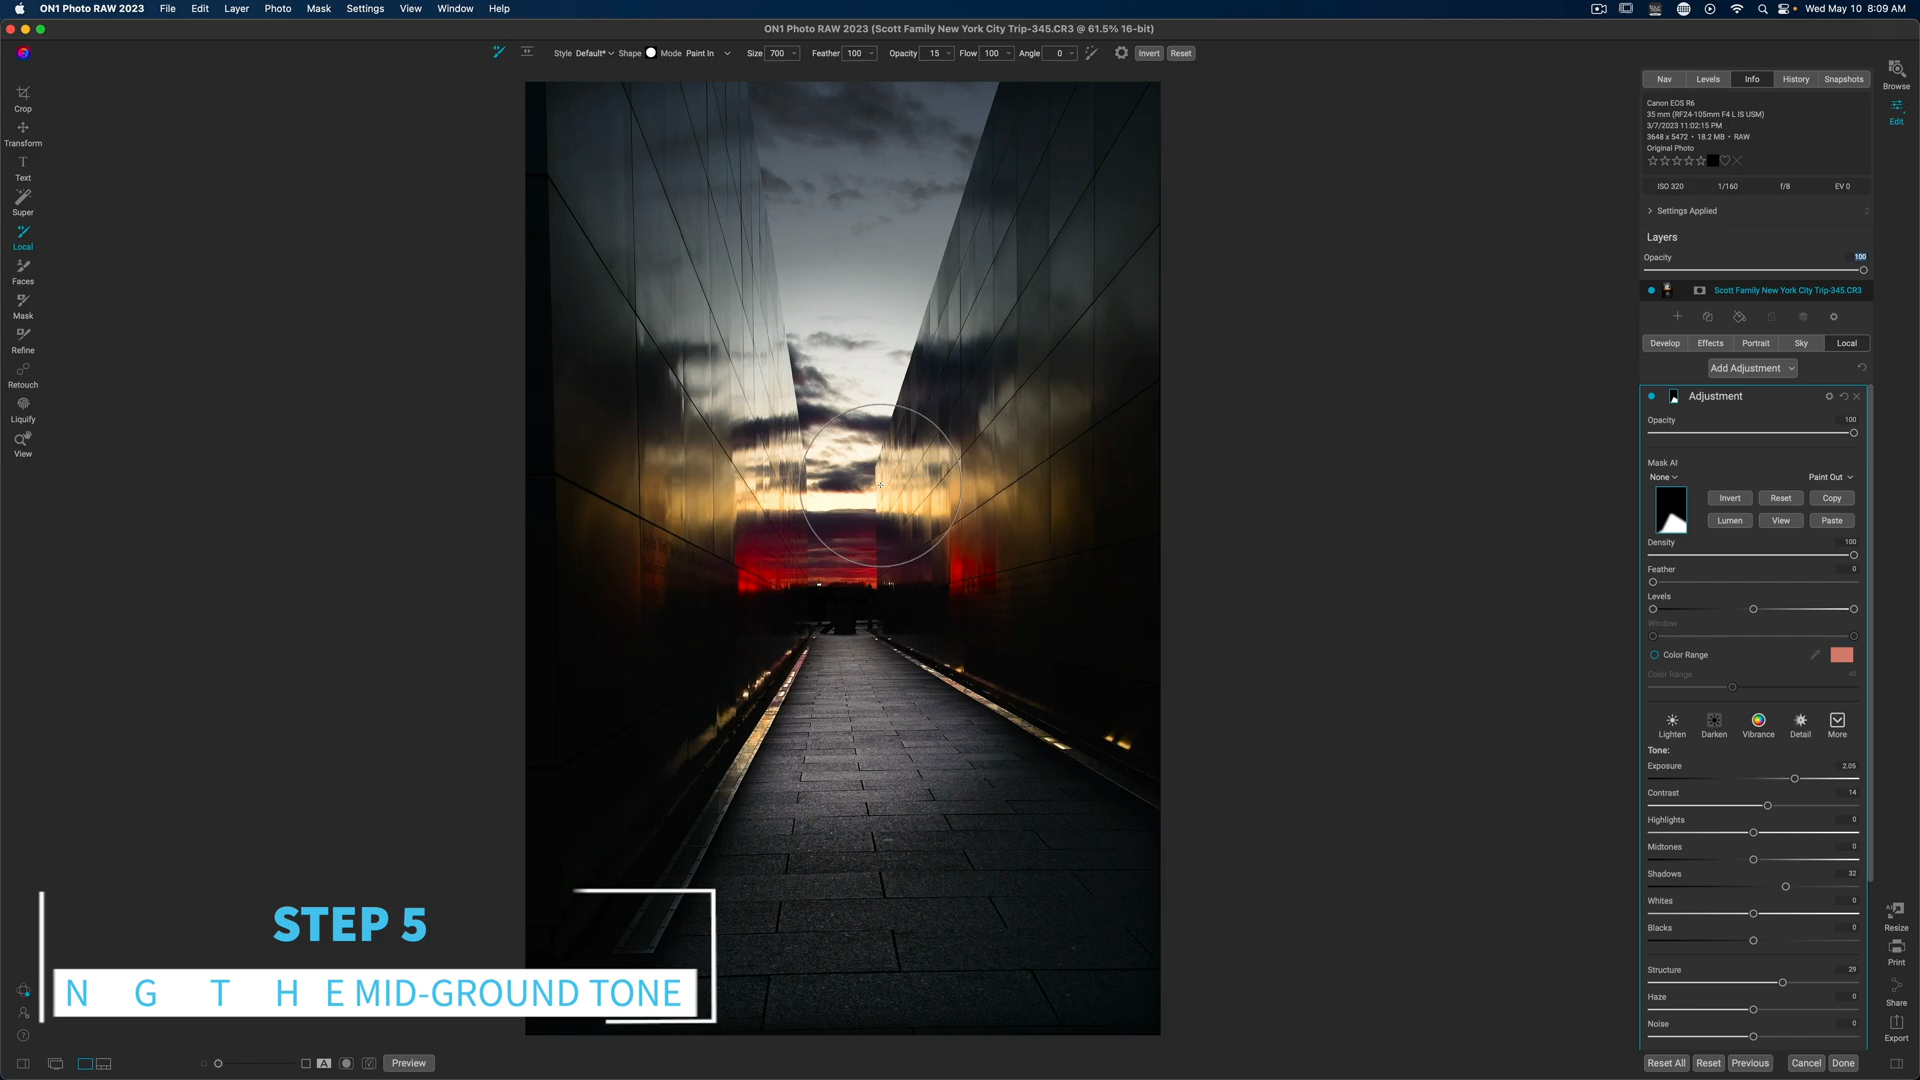 ON1 Photo RAW 2023 File Edit Layer Photo Mask Settings View Window Help Wed May 10 8:09 AM
ON1 Photo RAW 2023 (Scott Family New York City Trip-345.CR3 @ 61.5% 16-bit)
Style Default* Shape Mode Paint In Size 700 Feather 100 Opacity 15 Flow 100 Angle 0 Invert Reset
Crop
Transform
Text
Super
Local
Faces
Mask
Refine
Retouch
Liquify
View
Nav Levels Info History Snapshots
Browse
Edit
Canon EOS R6
35 mm (RF24-105mm F4 L IS USM)
3/7/2023 11:02:15 PM
3648 x 5472 • 18.2 MB • RAW
Original Photo
ISO 320 1/160 f/8 EV 0
Settings Applied
Layers
Opacity 100
Scott Family New York City Trip-345.CR3
Develop Effects Portrait Sky Local
Add Adjustment
Adjustment
Opacity 100
Mask AI
None Paint Out
Invert Reset Copy
Lumen View Paste
Density 100
Feather 0
Levels
Window
Color Range
Color Range 40
Lighten Darken Vibrance Detail More
Tone:
Exposure 2.05
Contrast 14
Highlights 0
Midtones 0
Shadows 32
Whites 0
Blacks 0
Structure 29
Haze 0
Noise 0
Resize
Print
Share
Export
STEP 5
N G T H E MID-GROUND TONE
A Preview
Reset All Reset Previous Cancel Done